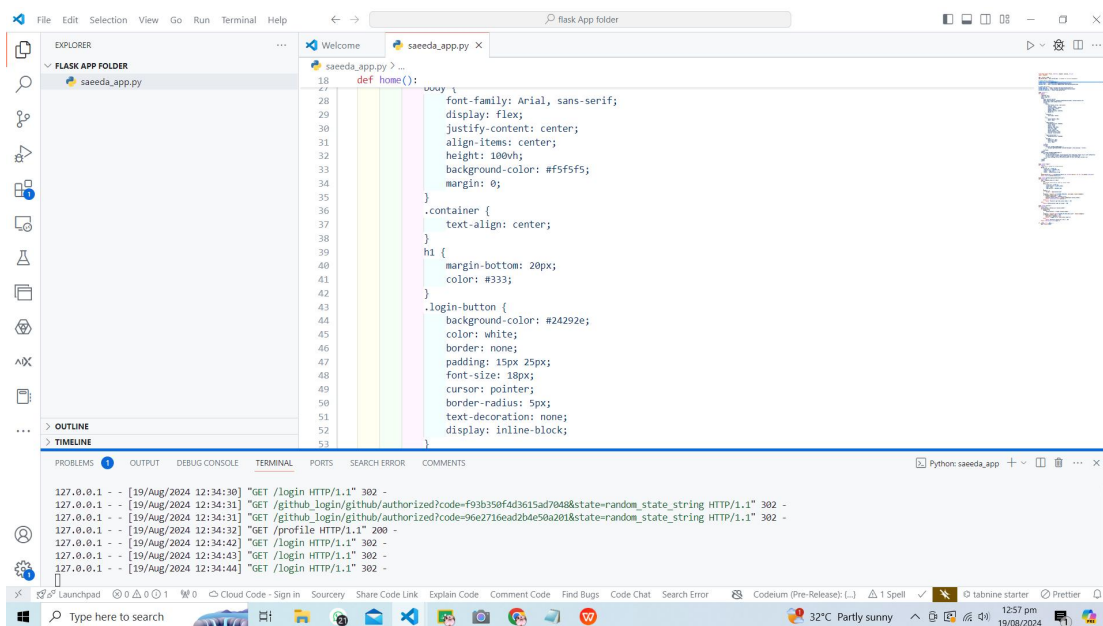 File Edit Selection View Go Run Terminal Help
flask App folder
EXPLORER
Welcome
saeeda_app.py
FLASK APP FOLDER
saeeda_app.py
saeeda_app.py > ...
18 def home():
27 body {
28 font-family: Arial, sans-serif;
29 display: flex;
30 justify-content: center;
31 align-items: center;
32 height: 100vh;
33 background-color: #f5f5f5;
34 margin: 0;
35 }
36 .container {
37 text-align: center;
38 }
39 h1 {
40 margin-bottom: 20px;
41 color: #333;
42 }
43 .login-button {
44 background-color: #24292e;
45 color: white;
46 border: none;
47 padding: 15px 25px;
48 font-size: 18px;
49 cursor: pointer;
50 border-radius: 5px;
51 text-decoration: none;
52 display: inline-block;
53 }
OUTLINE
TIMELINE
PROBLEMS 1 OUTPUT DEBUG CONSOLE TERMINAL PORTS SEARCH ERROR COMMENTS
Python: saeeda_app
127.0.0.1 - - [19/Aug/2024 12:34:30] "GET /login HTTP/1.1" 302 -
127.0.0.1 - - [19/Aug/2024 12:34:31] "GET /github_login/github/authorized?code=f93b350f4d3615ad7048&state=random_state_string HTTP/1.1" 302 -
127.0.0.1 - - [19/Aug/2024 12:34:31] "GET /github_login/github/authorized?code=96e2716ead2b4e50a201&state=random_state_string HTTP/1.1" 302 -
127.0.0.1 - - [19/Aug/2024 12:34:32] "GET /profile HTTP/1.1" 200 -
127.0.0.1 - - [19/Aug/2024 12:34:42] "GET /login HTTP/1.1" 302 -
127.0.0.1 - - [19/Aug/2024 12:34:43] "GET /login HTTP/1.1" 302 -
127.0.0.1 - - [19/Aug/2024 12:34:44] "GET /login HTTP/1.1" 302 -
Launchpad 0 0 1 0 Cloud Code - Sign in Sourcery Share Code Link Explain Code Comment Code Find Bugs Code Chat Search Error Codeium (Pre-Release): {...} 1 Spell tabnine starter Prettier
Type here to search
32°C Partly sunny
12:57 pm
19/08/2024